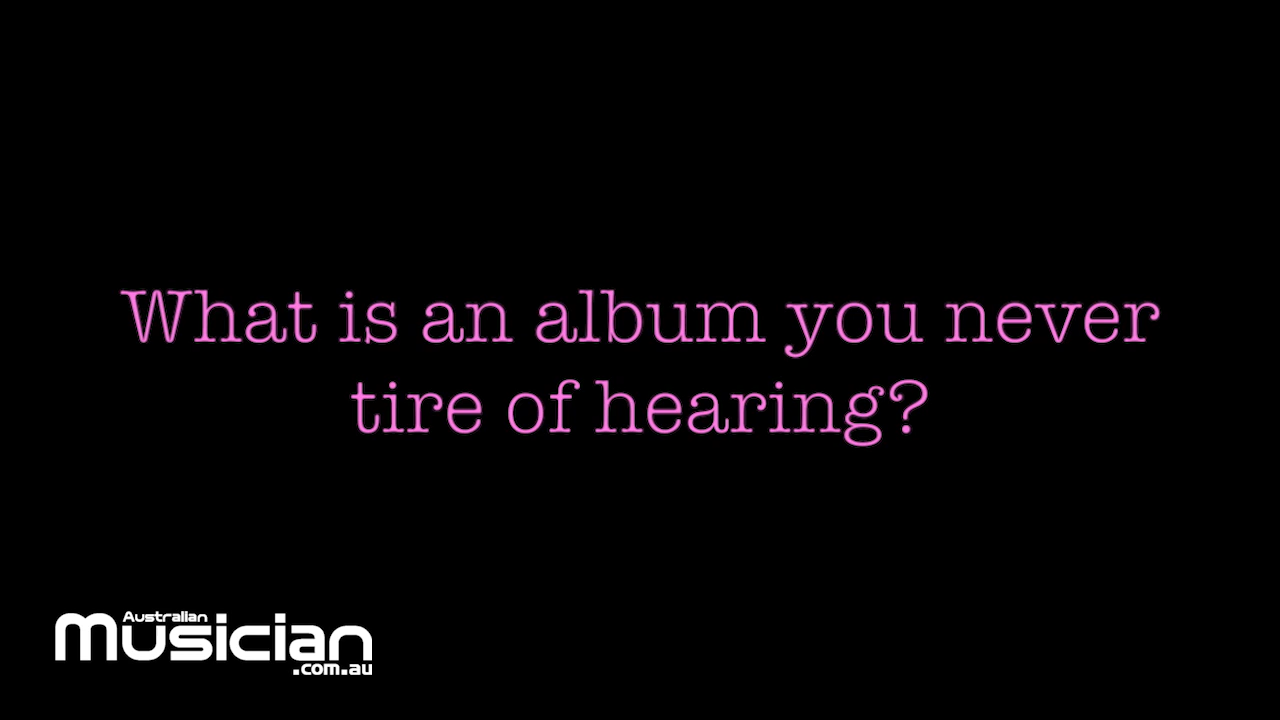 What is an album you never
tire of hearing?
Australian
musician
.com.au